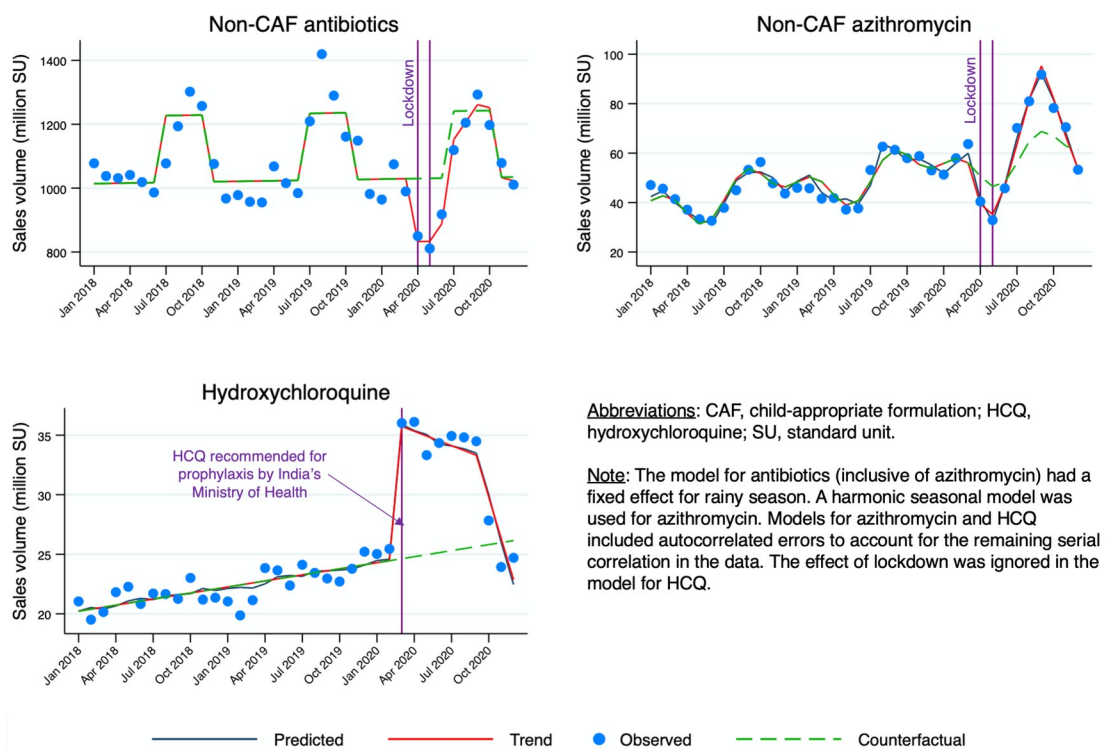 Non-CAF antibiotics
Sales volume (million SU)
1400
1200
1000
800
Lockdown
Jan 2018
Apr 2018
Jul 2018
Oct 2018
Jan 2019
Apr 2019
Jul 2019
Oct 2019
Jan 2020
Apr 2020
Jul 2020
Oct 2020
Non-CAF azithromycin
Sales volume (million SU)
100
80
60
40
20
Lockdown
Jan 2018
Apr 2018
Jul 2018
Oct 2018
Jan 2019
Apr 2019
Jul 2019
Oct 2019
Jan 2020
Apr 2020
Jul 2020
Oct 2020
Hydroxychloroquine
Sales volume (million SU)
35
30
25
20
HCQ recommended for
prophylaxis by India's
Ministry of Health
Jan 2018
Apr 2018
Jul 2018
Oct 2018
Jan 2019
Apr 2019
Jul 2019
Oct 2019
Jan 2020
Apr 2020
Jul 2020
Oct 2020
Abbreviations: CAF, child-appropriate formulation; HCQ,
hydroxychloroquine; SU, standard unit.
Note: The model for antibiotics (inclusive of azithromycin) had a
fixed effect for rainy season. A harmonic seasonal model was
used for azithromycin. Models for azithromycin and HCQ
included autocorrelated errors to account for the remaining serial
correlation in the data. The effect of lockdown was ignored in the
model for HCQ.
Predicted
Trend
Observed
Counterfactual